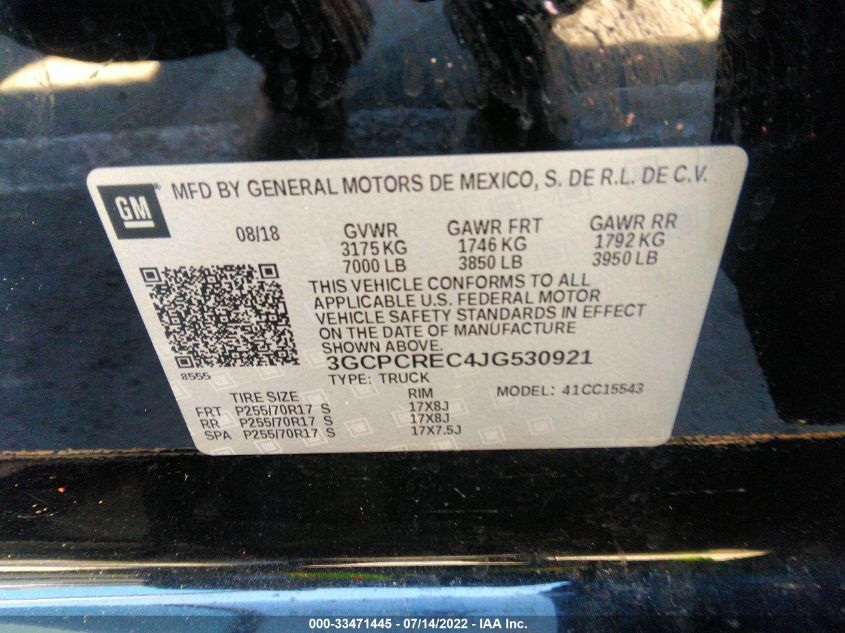 GM
MFD BY GENERAL MOTORS DE MEXICO, S. DE R.L. DE C.V.
08/18 GVWR GAWR FRT GAWR RR
3175 KG 1746 KG 1792 KG
7000 LB 3850 LB 3950 LB
THIS VEHICLE CONFORMS TO ALL
APPLICABLE U.S. FEDERAL MOTOR
VEHICLE SAFETY STANDARDS IN EFFECT
ON THE DATE OF MANUFACTURE
SHOWN ABOVE.
3GCPCREC4JG530921
8555 TYPE: TRUCK
TIRE SIZE RIM MODEL: 41CC15543
FRT P255/70R17 S 17X8J
RR P255/70R17 S 17X8J
SPA P255/70R17 S 17X7.5J
000-33471445 - 07/14/2022 - IAA Inc.